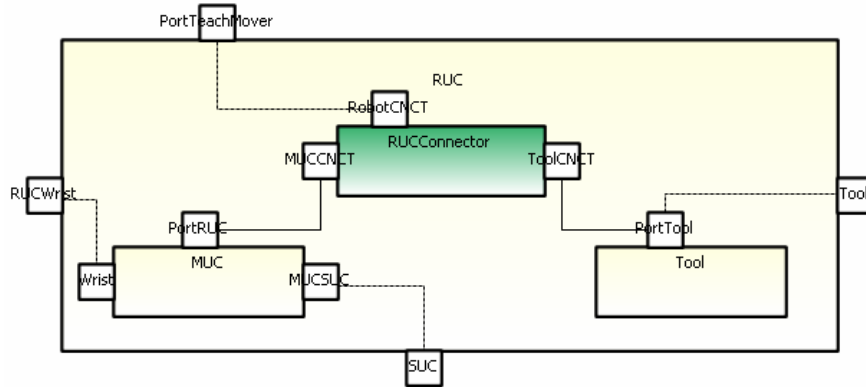 PortTeachMover
RUC
RobotCNCT
RUCConnector
MUCCNCT
ToolCNCT
RUCWrist
Tool
PortRUC
PortTool
MUC
Tool
Wrist
MUCSUC
SUC